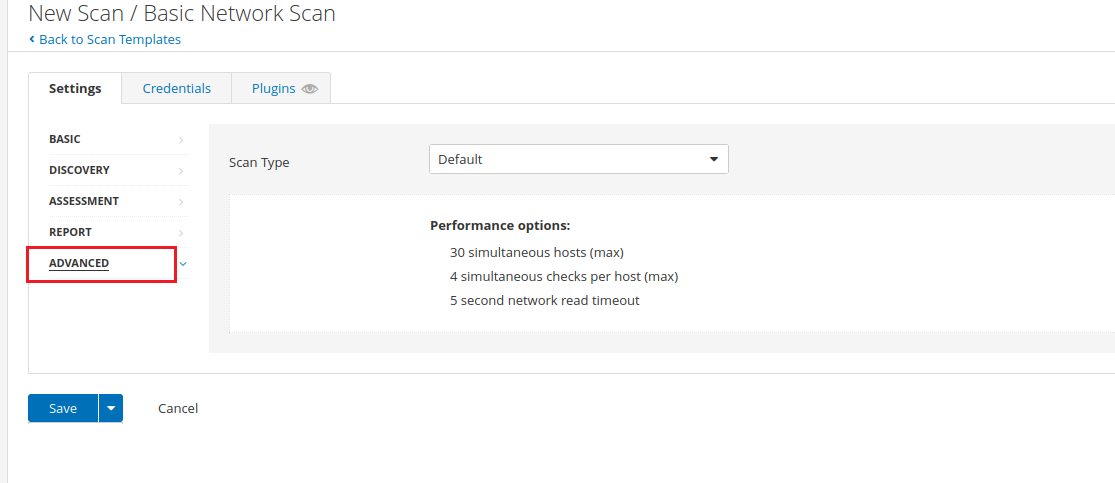 New Scan / Basic Network Scan
Back to Scan Templates
Settings
Credentials
Plugins
BASIC
DISCOVERY
ASSESSMENT
REPORT
ADVANCED
Scan Type
Default
Performance options:
30 simultaneous hosts (max)
4 simultaneous checks per host (max)
5 second network read timeout
Save
Cancel